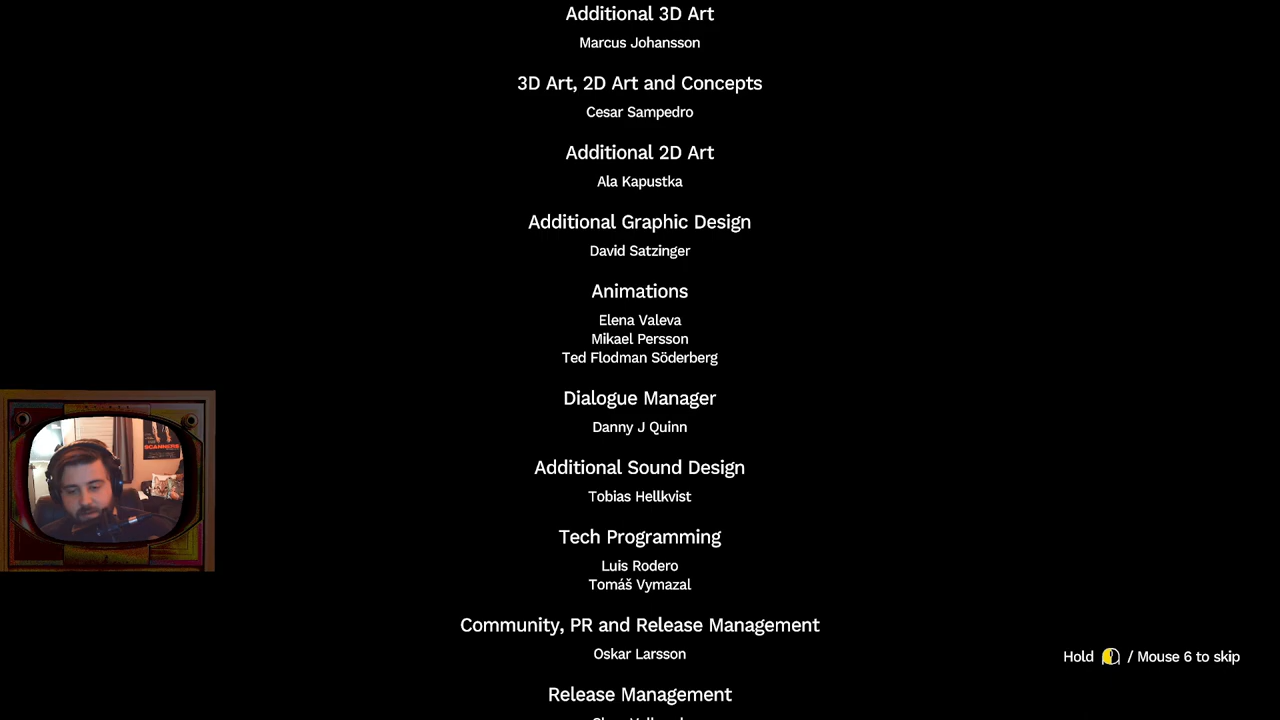 Additional 3D Art
Marcus Johansson
3D Art, 2D Art and Concepts
Cesar Sampedro
Additional 2D Art
Ala Kapustka
Additional Graphic Design
David Satzinger
Animations
Elena Valeva
Mikael Persson
Ted Flodman Söderberg
Dialogue Manager
Danny J Quinn
Additional Sound Design
Tobias Hellkvist
Tech Programming
Luis Rodero
Tomáš Vymazal
Community, PR and Release Management
Oskar Larsson
Release Management
Hold / Mouse 6 to skip
SCANNERS